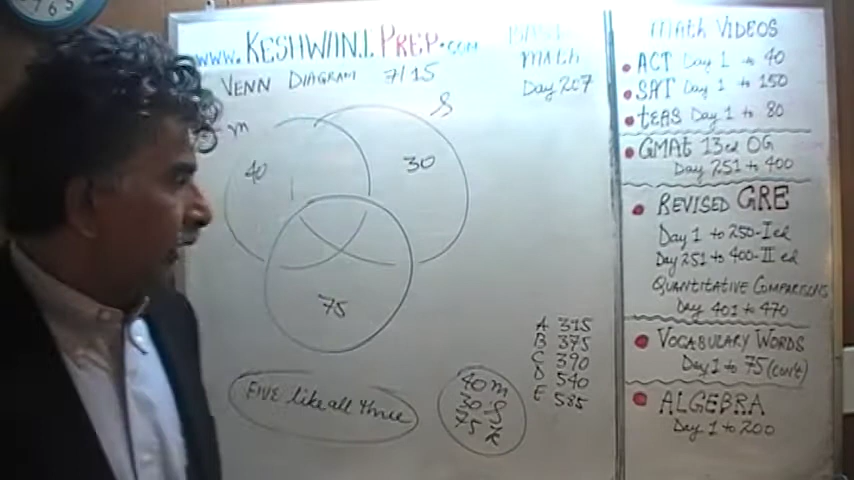 www.KESHWANI PREP.com
VENN DIAGRAM 7/15
MATH
Day 207
m
S
40
30
75
FIVE like all three
40 m
30 S
75 K
A 315
B 375
C 390
D 540
E 585
Math VIDEOS
ACT Day 1 to 40
SAT Day 1 to 150
tEAS Day 1 to 80
GMAt 13ed OG
Day 251 to 400
REVISED GRE
Day 1 to 250-I ed
Day 251 to 400-II ed
QUANTITATIVE COMPARISONS
Day 401 to 470
VOCABULARY WORDS
Day 1 to 75 (con't)
ALGEBRA
Day 1 to 200